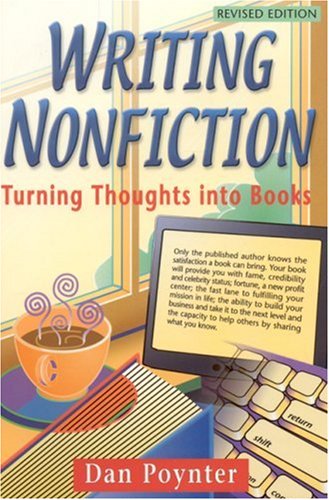 REVISED EDITION
WRITING
NONFICTION
Turning Thoughts into Books
Only the published author knows the
satisfaction a book can bring. Your book
will provide you with fame, credibility
and celebrity status; fortune, a new profit
center; the fast lane to fulfilling your
mission in life; the ability to build your
business and take it to the next level and
the capacity to help others by sharing
what you know.
return
shift
option
Dan Poynter